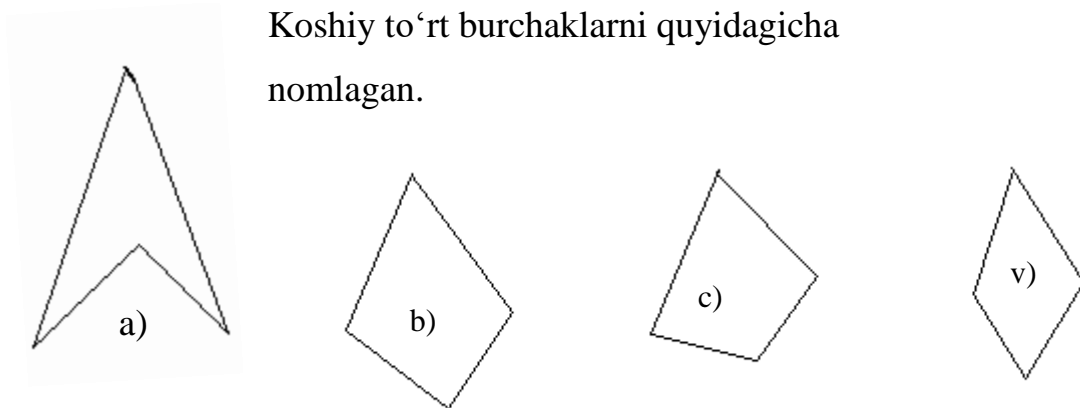 Koshiy to‘rt burchaklarni quyidagicha
nomlagan.
a)
b)
c)
v)